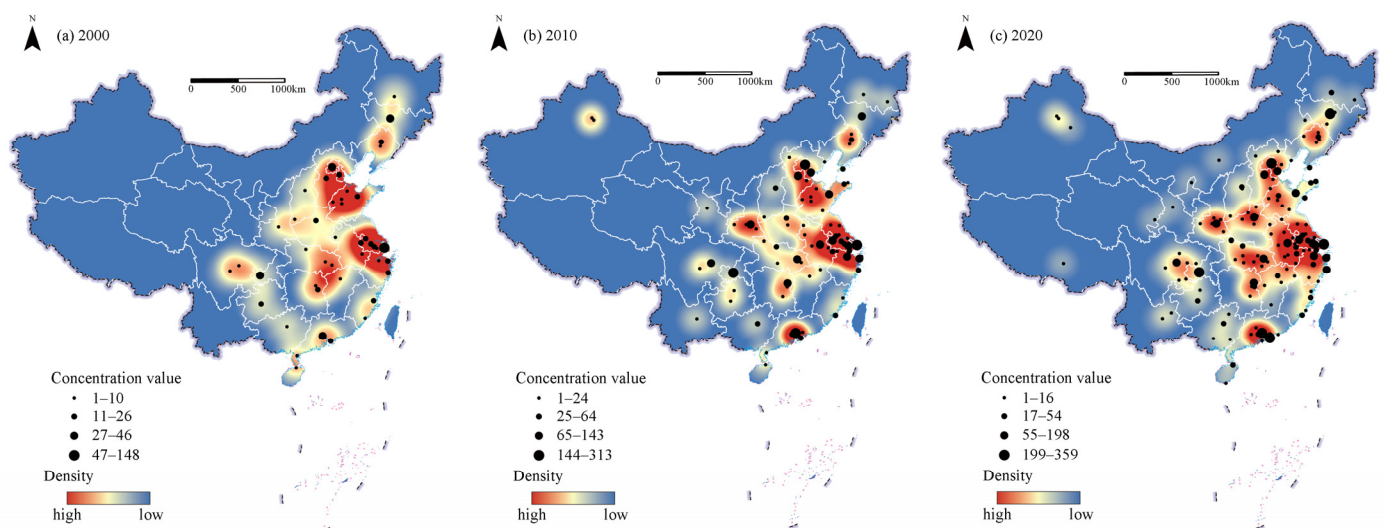 N
(a) 2000
0 500 1000km
Concentration value
1–10
11–26
27–46
47–148
Density
high low
N
(b) 2010
0 500 1000km
Concentration value
1–24
25–64
65–143
144–313
Density
high low
N
(c) 2020
0 500 1000km
Concentration value
1–16
17–54
55–198
199–359
Density
high low